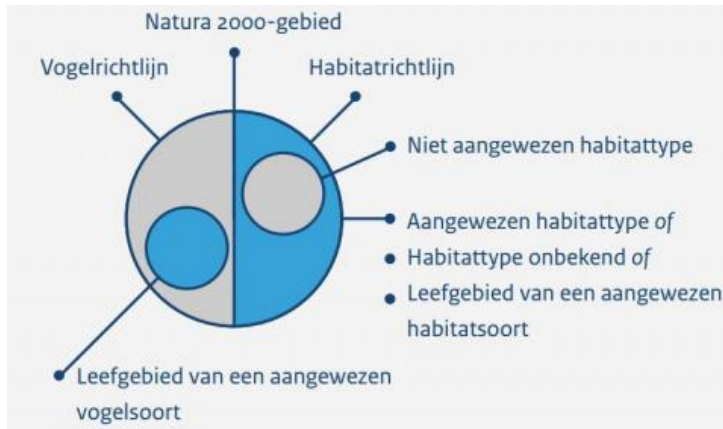 Natura 2000-gebied
Vogelrichtlijn
Habitatrichtlijn
Niet aangewezen habitattype
Aangewezen habitattype of
Habitattype onbekend of
Leefgebied van een aangewezen
habitatsoort
Leefgebied van een aangewezen
vogelsoort